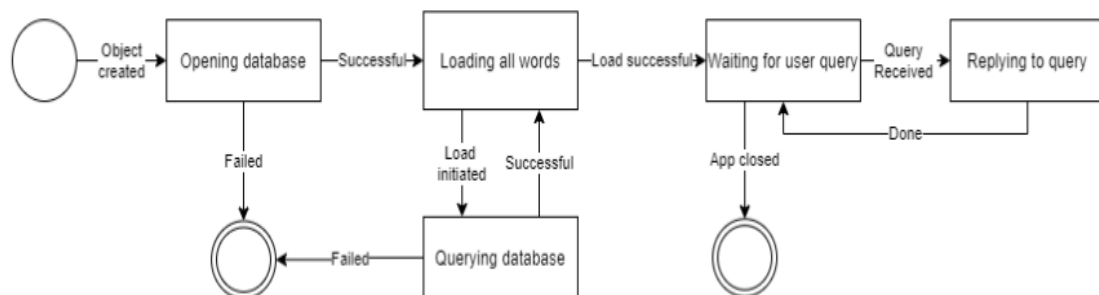 Object
created
Opening database
Successful
Loading all words
Load successful
Waiting for user query
Query
Received
Replying to query
Done
Failed
Load
initiated
Successful
App closed
Failed
Querying database